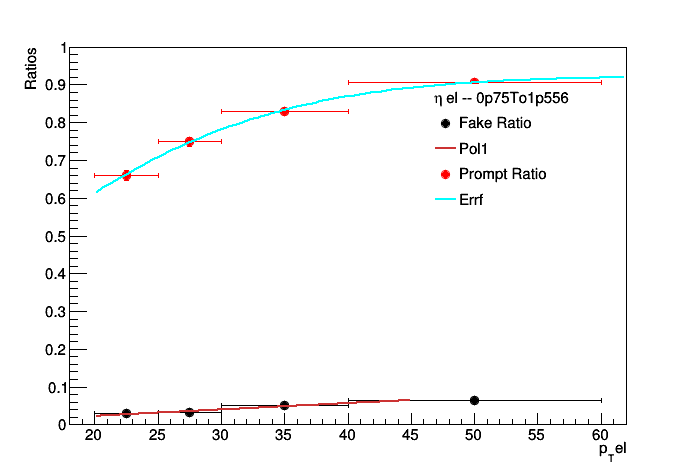 Ratios
1
0.9
0.8
0.7
0.6
0.5
0.4
0.3
0.2
0.1
0
η el -- 0p75To1p556
Fake Ratio
Pol1
Prompt Ratio
Errf
20 25 30 35 40 45 50 55 60
p_T el